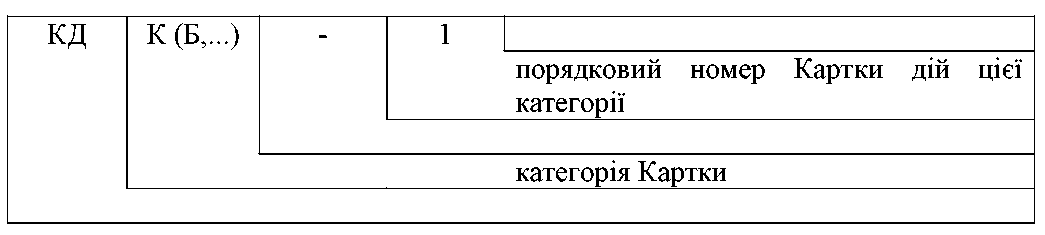 КД К (Б,...) - 1
порядковий номер Картки дій цієї
категорії
категорія Картки